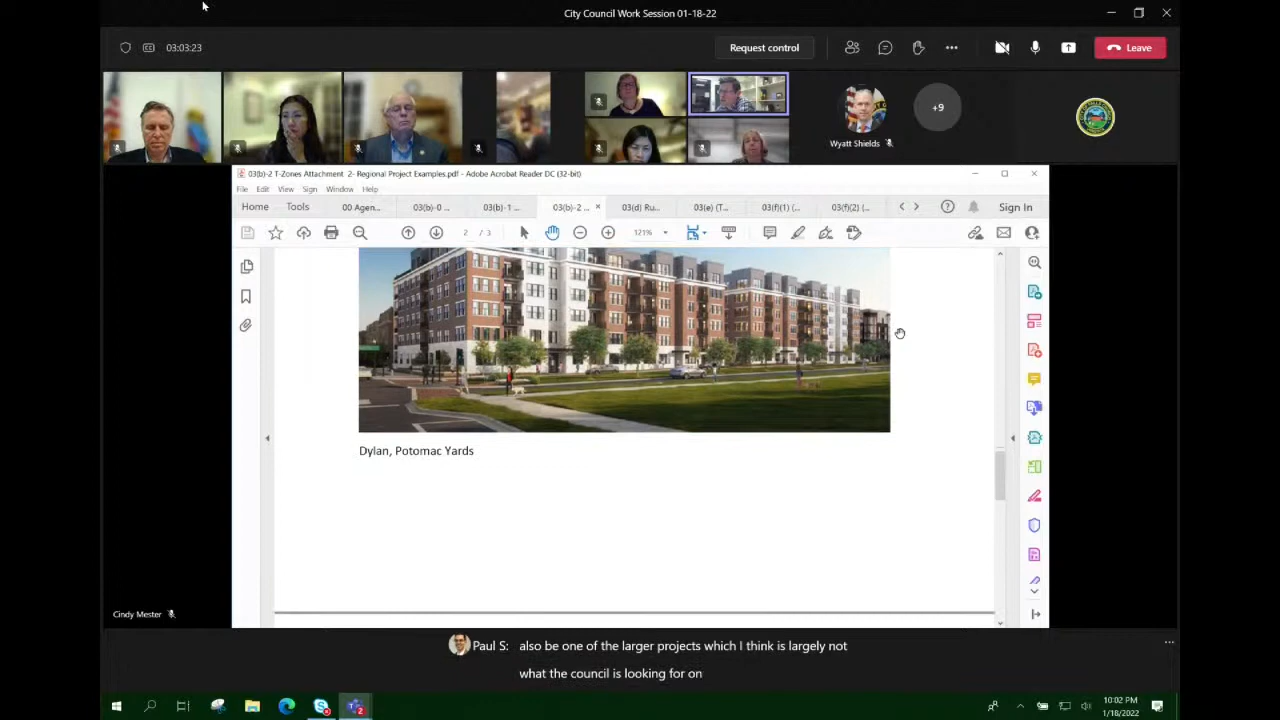 City Council Work Session 01-18-22
03:03:23
Request control
Leave
+9
Wyatt Shields
03(b)-2 T-Zones Attachment 2- Regional Project Examples.pdf - Adobe Acrobat Reader DC (32-bit)
File Edit View Sign Window Help
Home Tools 00 Agen... 03(b)-0 ... 03(b)-1 ... 03(b)-2 ... 03(d) Ru... 03(e) (T... 03(f)(1) (... 03(f)(2) (... Sign In
2 / 3 121%
Dylan, Potomac Yards
Cindy Mester
Paul S: also be one of the larger projects which I think is largely not
what the council is looking for on
10:02 PM
1/18/2022